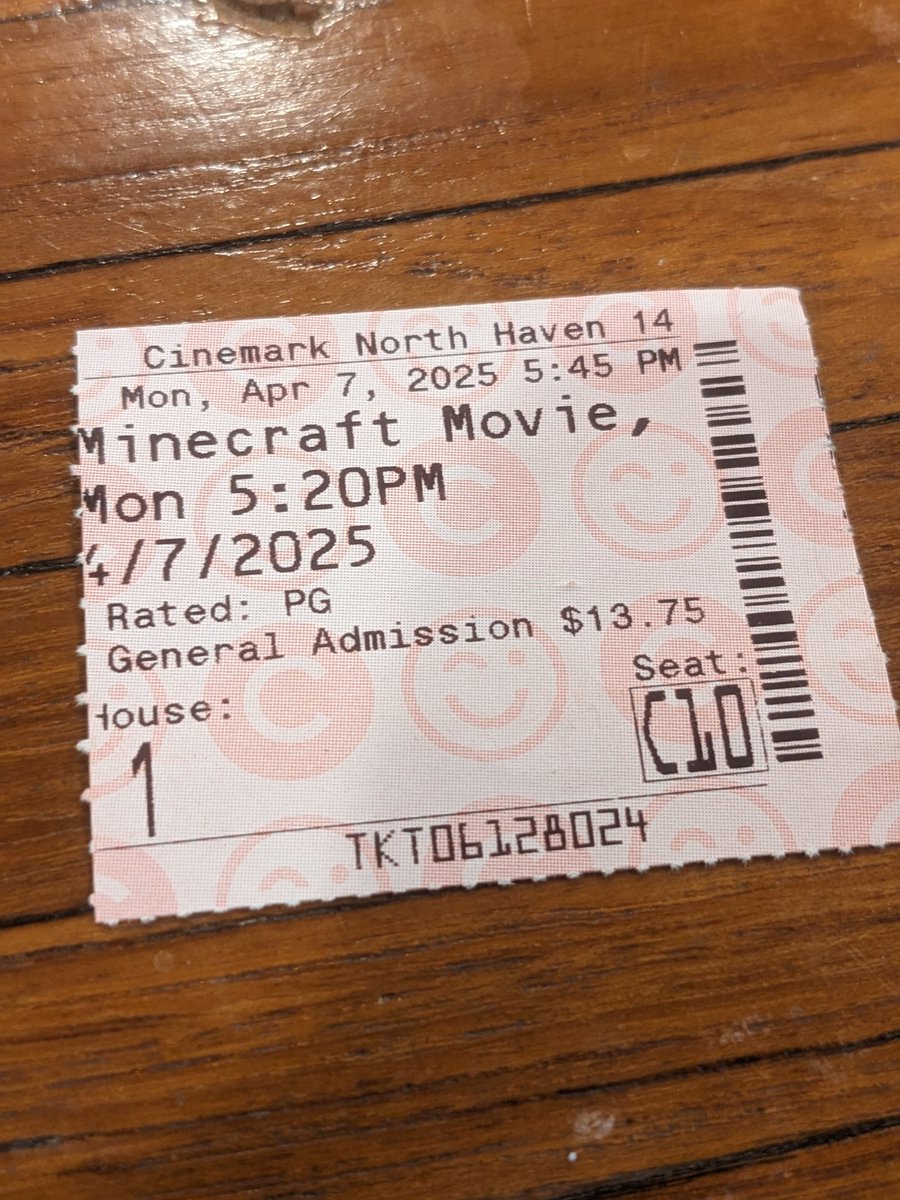 Cinemark North Haven 14
Mon, Apr 7, 2025 5:45 PM
Minecraft Movie,
Mon 5:20PM
4/7/2025
Rated: PG
General Admission $13.75
Seat:
House:
C10
1
TKT06128024